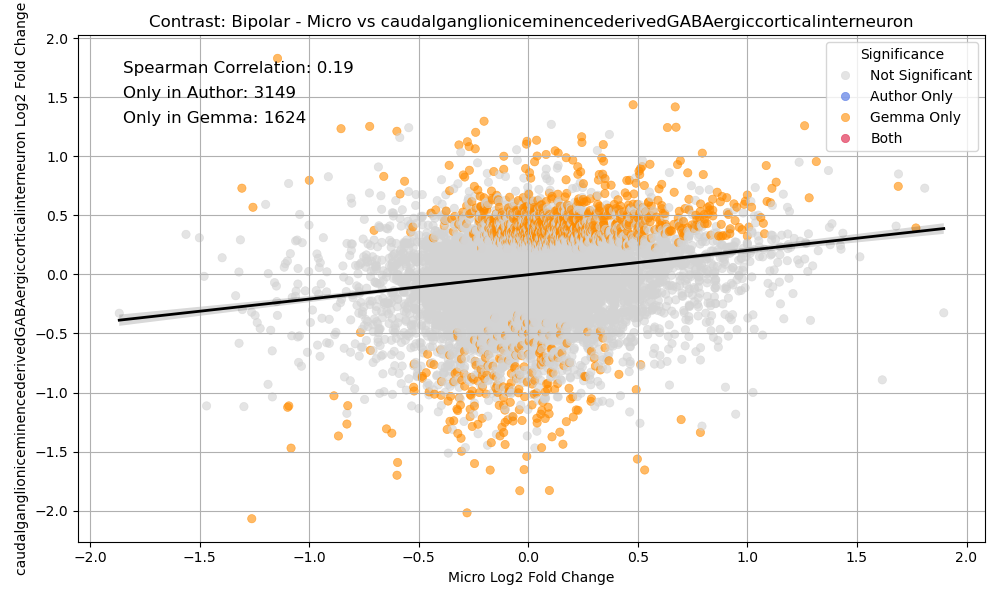 Contrast: Bipolar - Micro vs caudalganglioniceminencederivedGABAergiccorticalinterneuron
caudalganglioniceminencederivedGABAergiccorticalinterneuron Log2 Fold Change
2.0
1.5
1.0
0.5
0.0
−0.5
−1.0
−1.5
−2.0
Spearman Correlation: 0.19
Only in Author: 3149
Only in Gemma: 1624
Significance
Not Significant
Author Only
Gemma Only
Both
−2.0 −1.5 −1.0 −0.5 0.0 0.5 1.0 1.5 2.0
Micro Log2 Fold Change